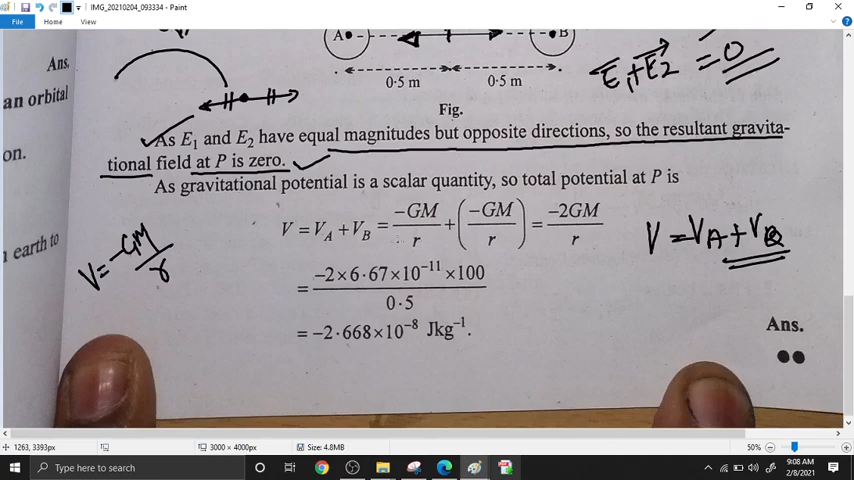 IMG_20210204_093334 - Paint
File Home View
A B
0·5 m 0·5 m
Fig.
Ans.
an orbital
on.
earth to
E₁+E₂ = 0
As E₁ and E₂ have equal magnitudes but opposite directions, so the resultant gravita-
tional field at P is zero.
As gravitational potential is a scalar quantity, so total potential at P is
V = V_A + V_B = −GM/r + (−GM/r) = −2GM/r
V = V_A + V_B
V = −GM/r
= −2×6·67×10⁻¹¹×100/0·5
= −2·668×10⁻⁸ Jkg⁻¹.
Ans.
1263, 3393px 3000 × 4000px Size: 4.8MB 50%
Type here to search
9:08 AM
2/8/2021